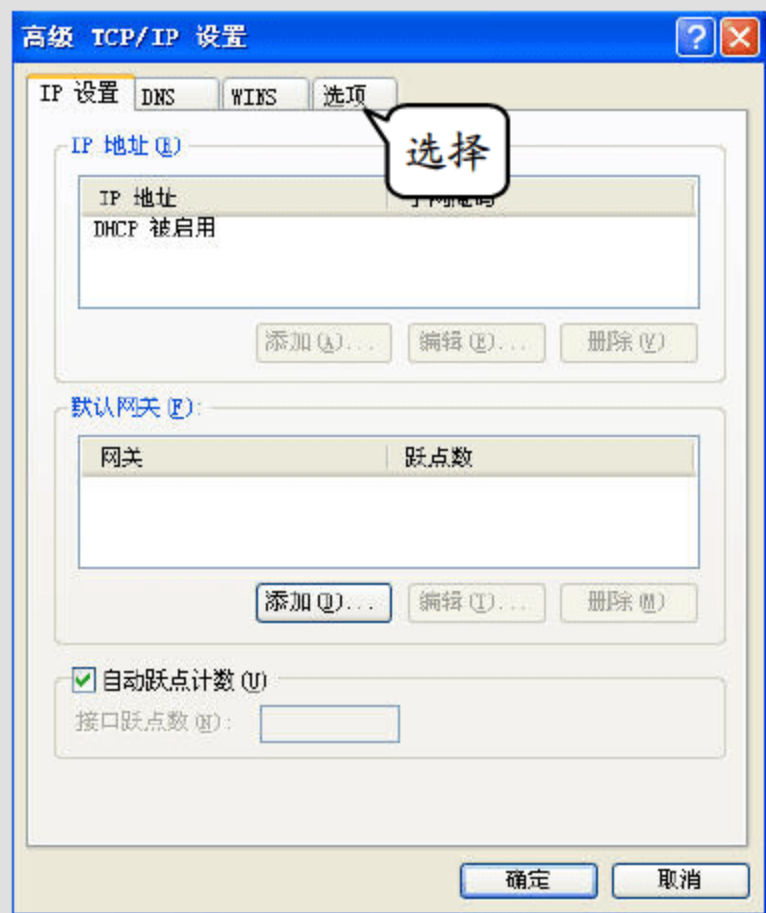 高级 TCP/IP 设置
IP 设置 DNS WINS 选项
选择
IP 地址(R)
IP 地址
DHCP 被启用
添加(A)... 编辑(E)... 删除(V)
默认网关(F):
网关 跃点数
添加(D)... 编辑(T)... 删除(M)
自动跃点计数(U)
接口跃点数(N):
确定 取消